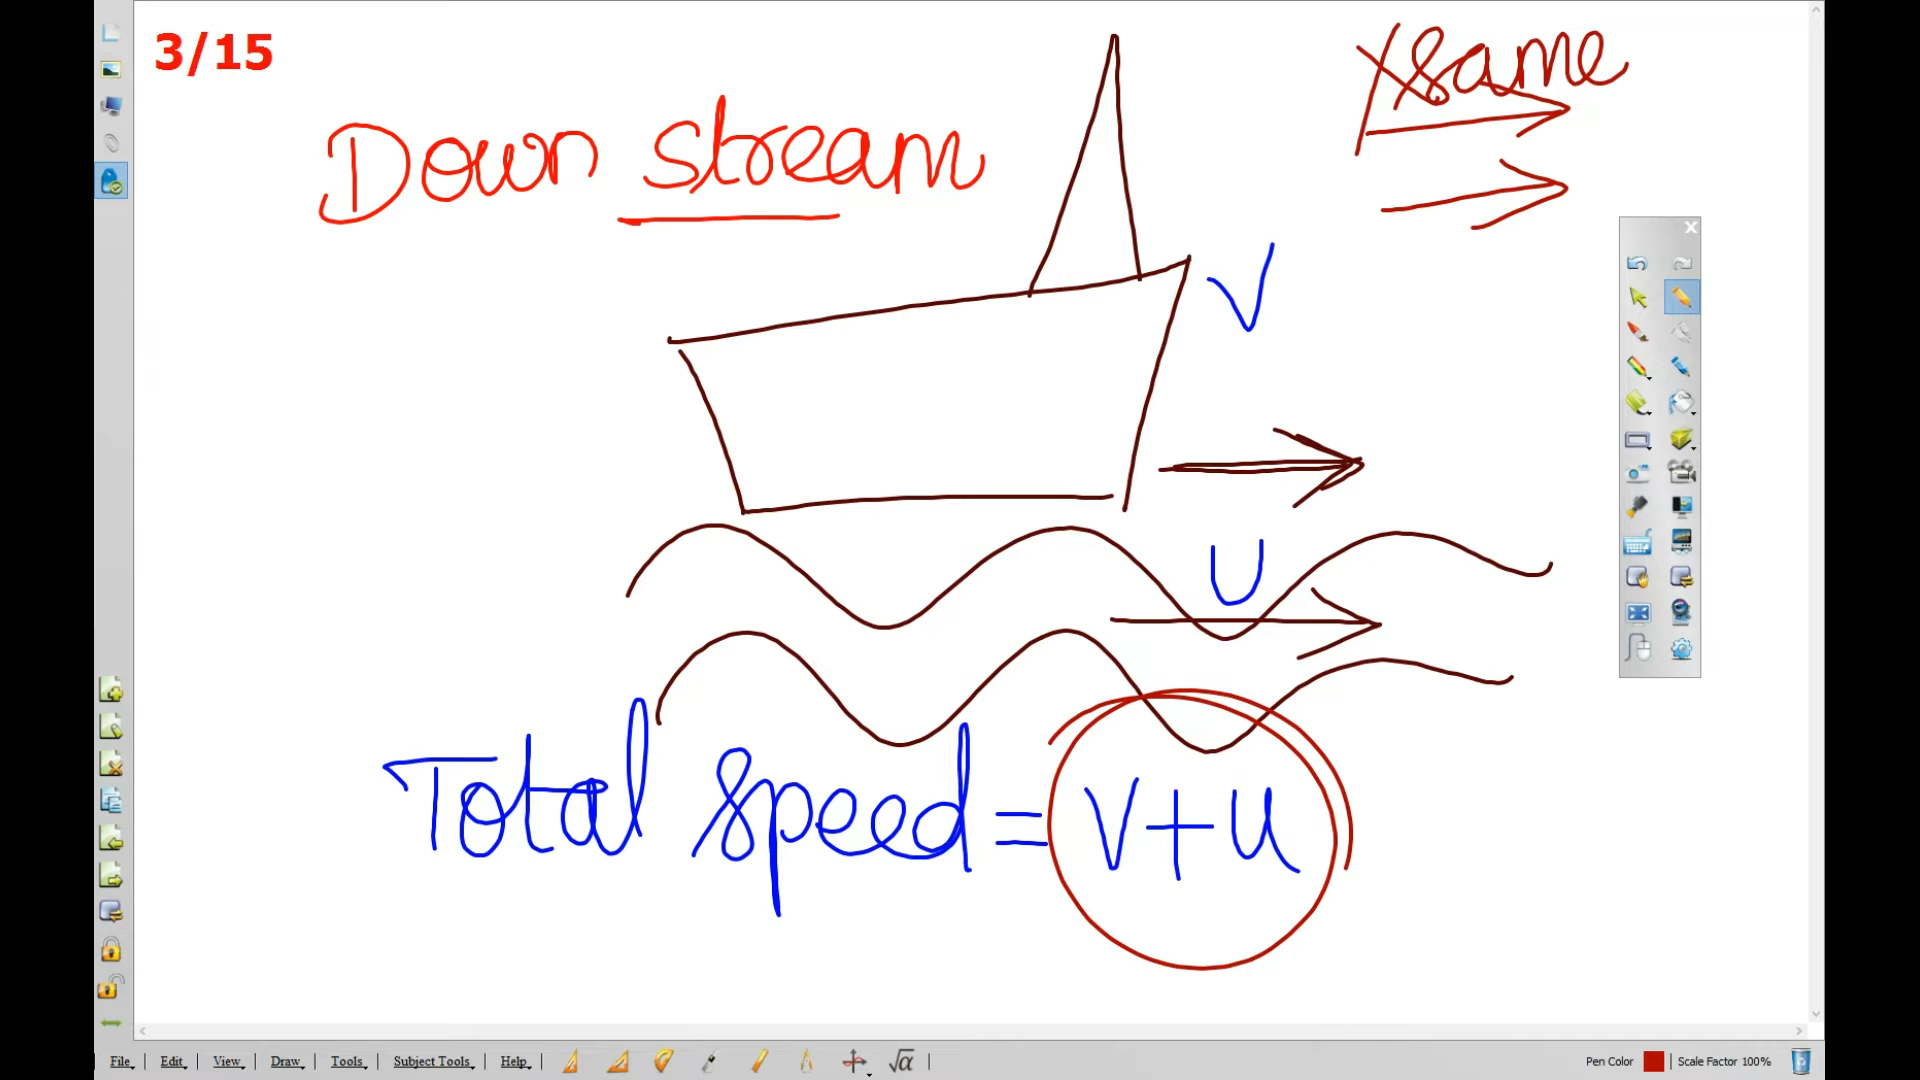 3/15
same
Down stream
V
U
Total speed = V+u
File Edit View Draw Tools Subject Tools Help
Pen Color Scale Factor 100%